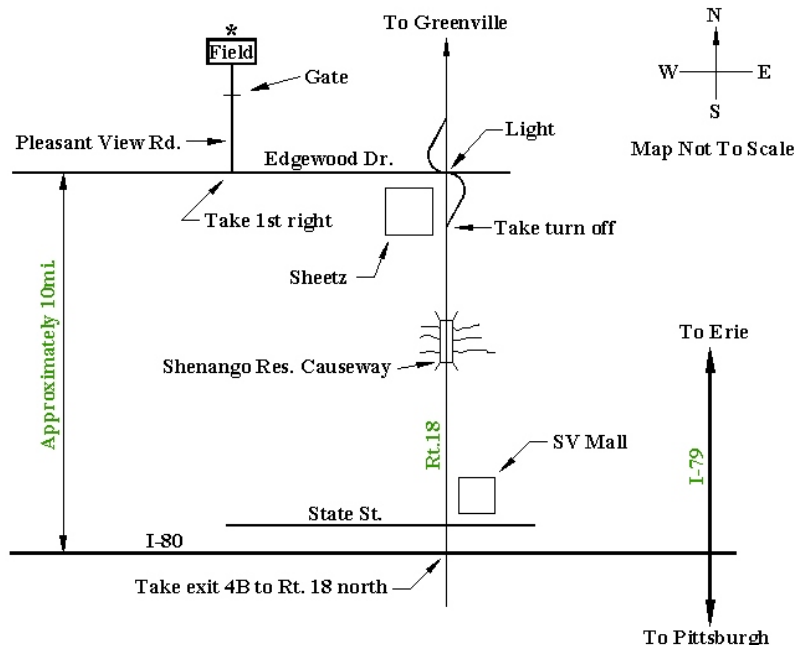 To Greenville
N
*
Field
Gate
W
E
S
Light
Pleasant View Rd.
Edgewood Dr.
Map Not To Scale
Take 1st right
Take turn off
Sheetz
Approximately 10mi.
To Erie
Shenango Res. Causeway
Rt.18
SV Mall
I-79
State St.
I-80
Take exit 4B to Rt. 18 north
To Pittsburgh